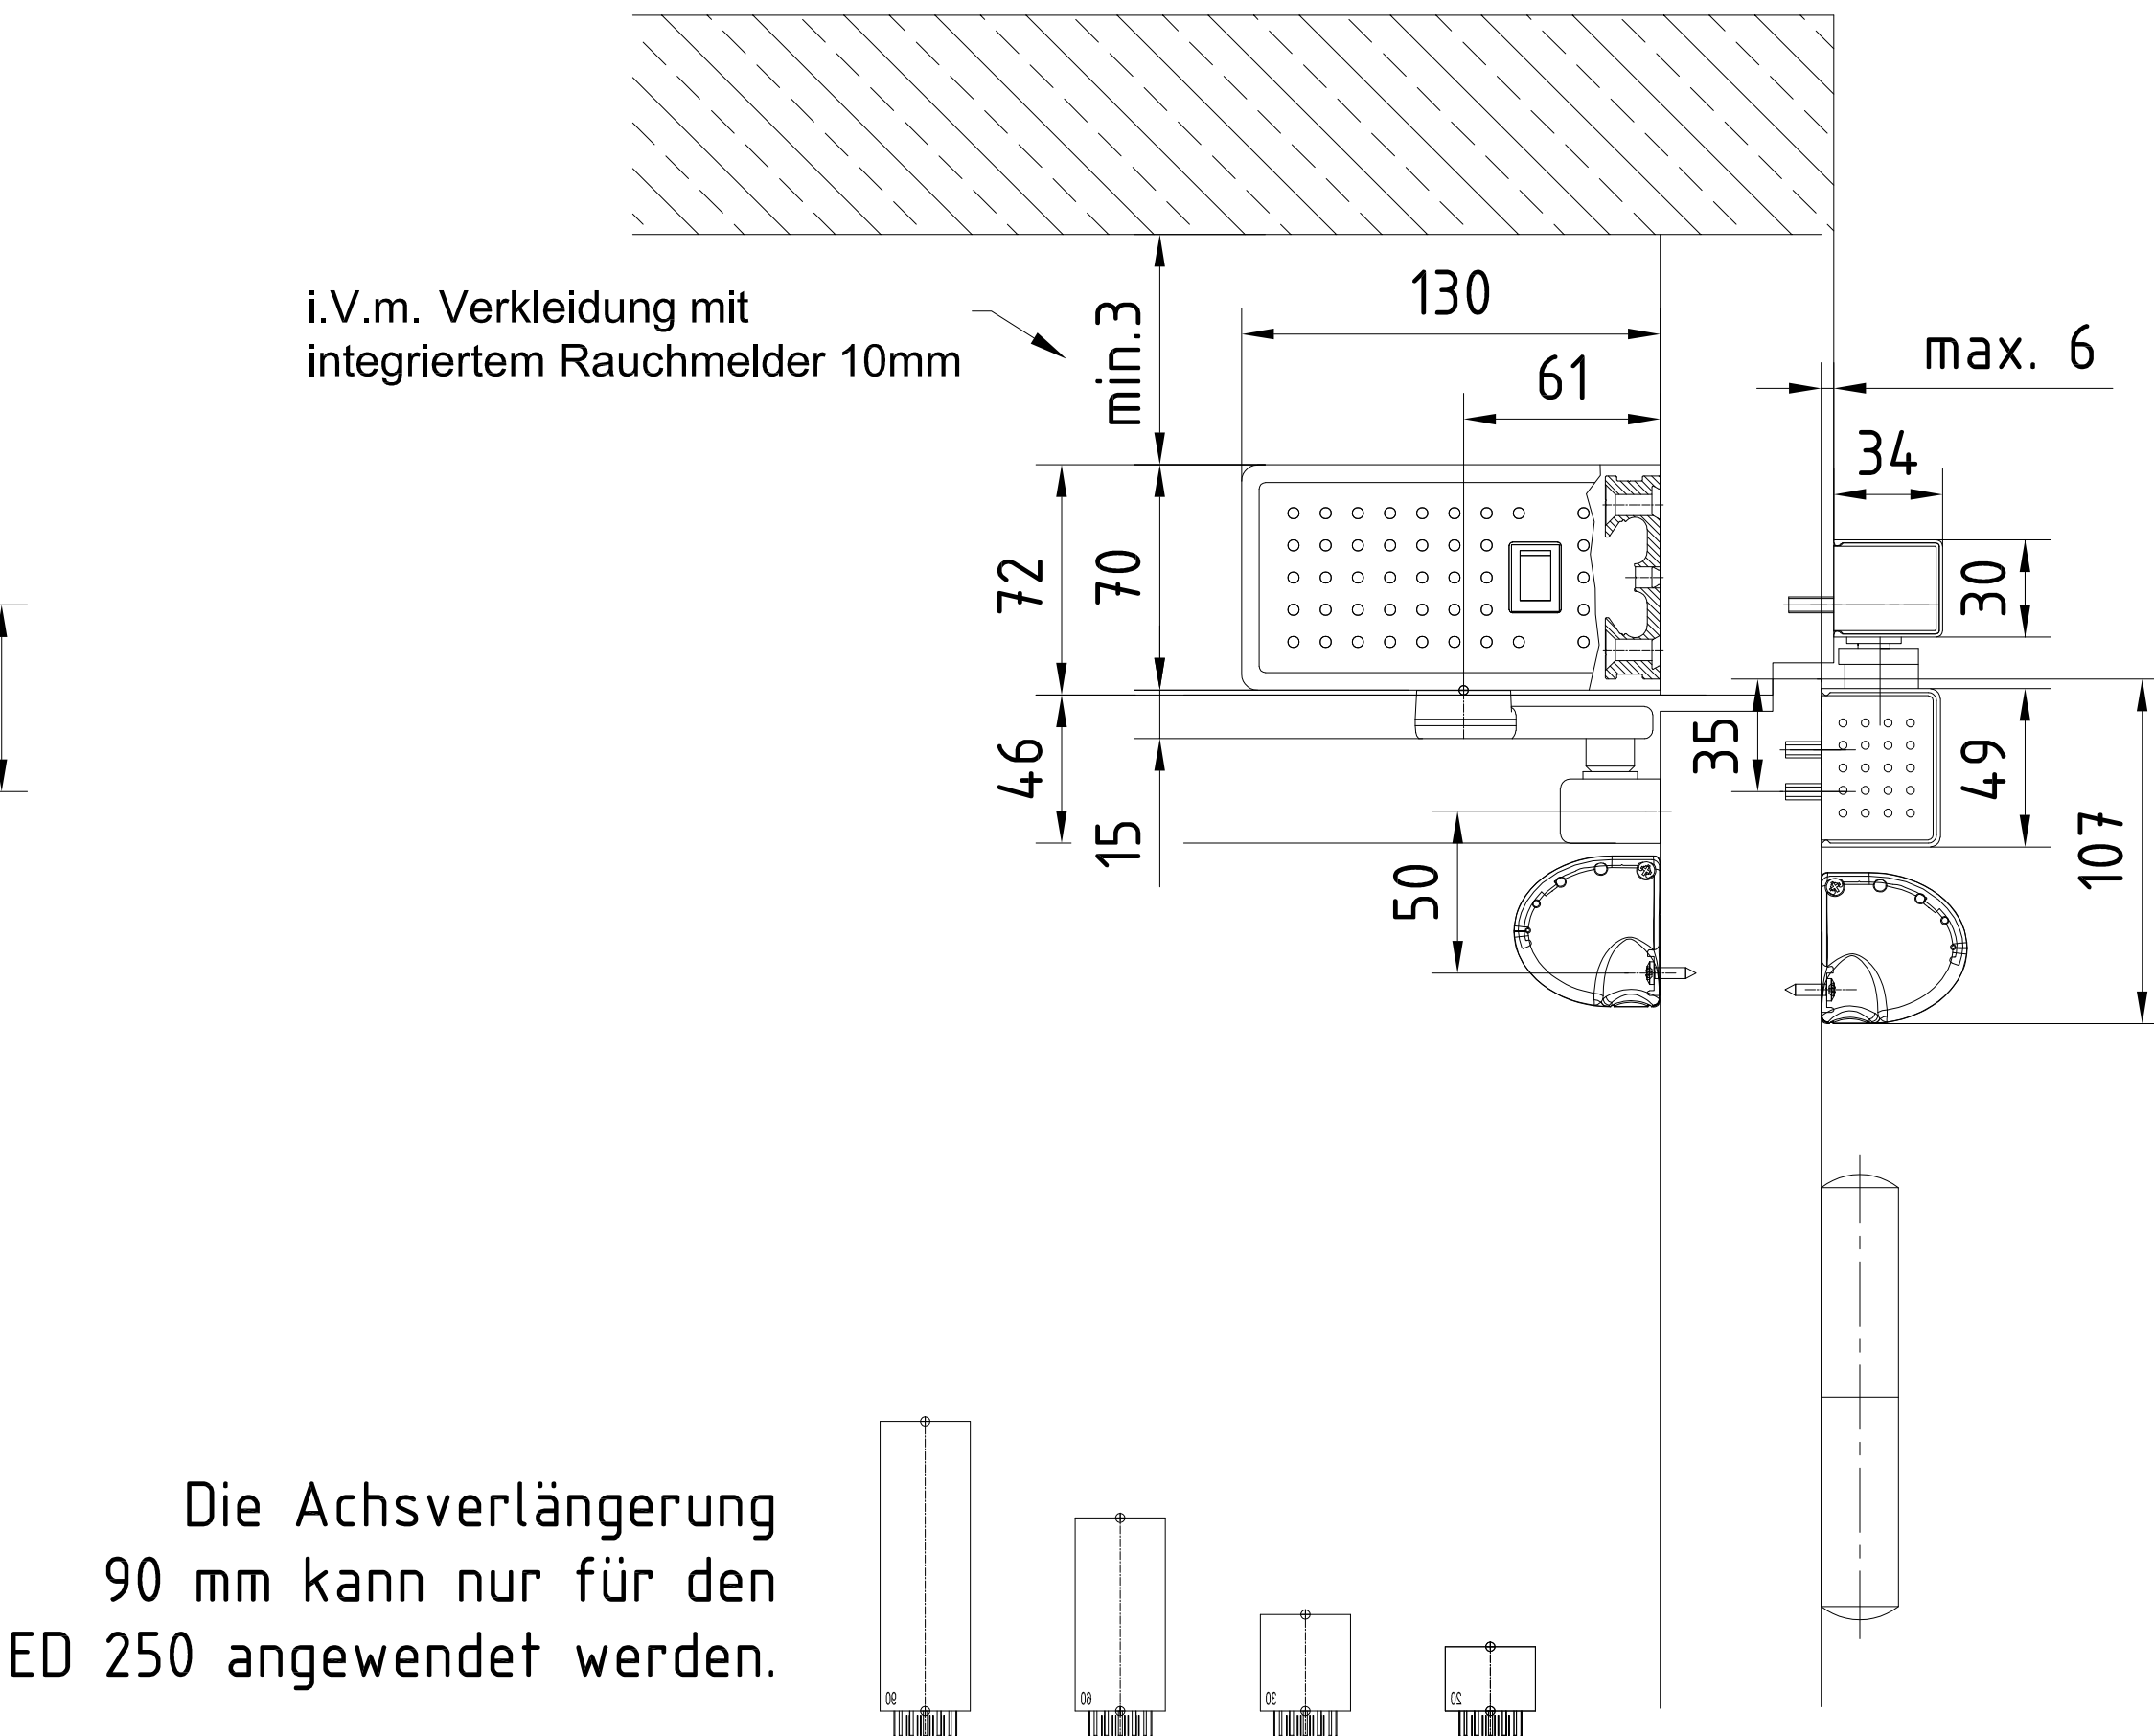 i.V.m. Verkleidung mit
integriertem Rauchmelder 10mm
min.3
130
61
max. 6
34
72
70
30
46
15
35
49
50
107
Die Achsverlängerung
90 mm kann nur für den
ED 250 angewendet werden.
90
60
30
20